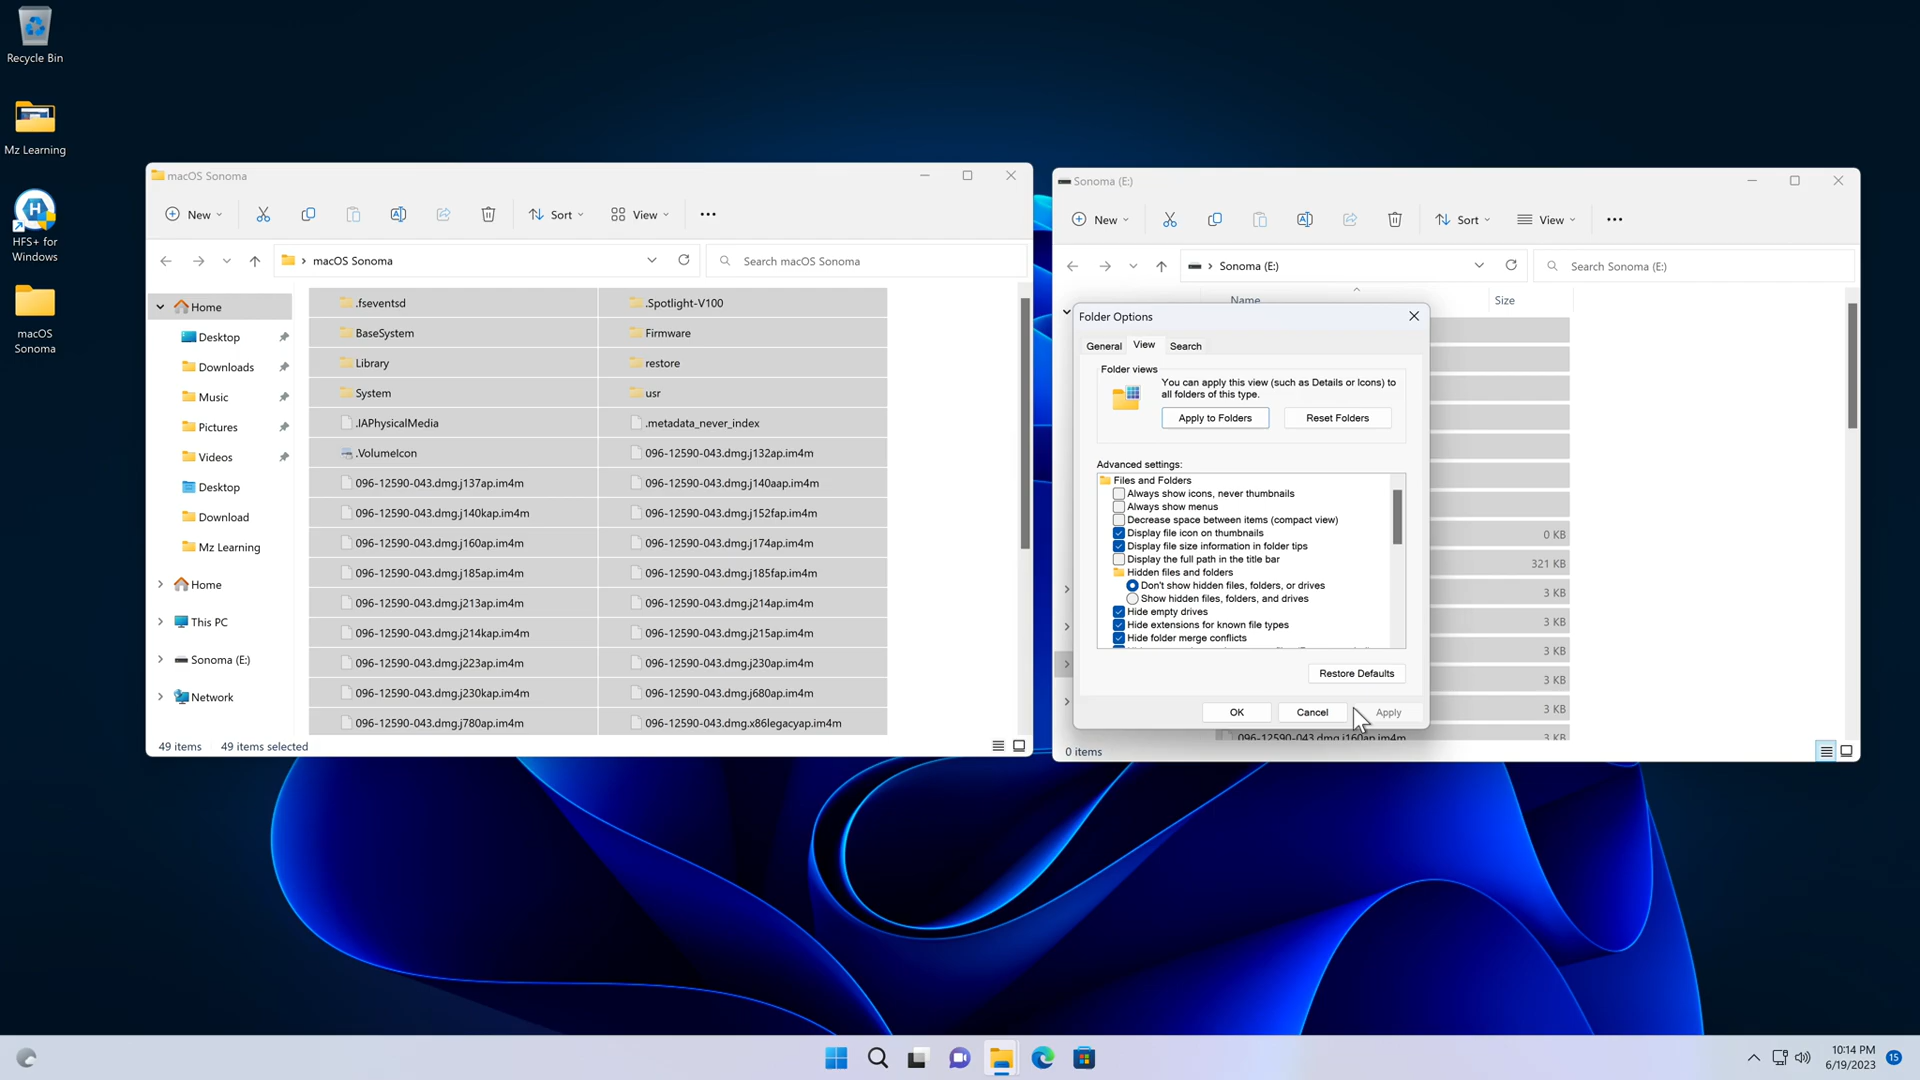 Recycle Bin
Mz Learning
HFS+ for
Windows
macOS
Sonoma
macOS Sonoma
New
Sort
View
macOS Sonoma
Search macOS Sonoma
Home
Desktop
Downloads
Music
Pictures
Videos
Desktop
Download
Mz Learning
Home
This PC
Sonoma (E:)
Network
.fseventsd
.Spotlight-V100
BaseSystem
Firmware
Library
restore
System
usr
.IAPhysicalMedia
.metadata_never_index
.VolumeIcon
096-12590-043.dmg.j132ap.im4m
096-12590-043.dmg.j137ap.im4m
096-12590-043.dmg.j140aap.im4m
096-12590-043.dmg.j140kap.im4m
096-12590-043.dmg.j152fap.im4m
096-12590-043.dmg.j160ap.im4m
096-12590-043.dmg.j174ap.im4m
096-12590-043.dmg.j185ap.im4m
096-12590-043.dmg.j185fap.im4m
096-12590-043.dmg.j213ap.im4m
096-12590-043.dmg.j214ap.im4m
096-12590-043.dmg.j214kap.im4m
096-12590-043.dmg.j215ap.im4m
096-12590-043.dmg.j223ap.im4m
096-12590-043.dmg.j230ap.im4m
096-12590-043.dmg.j230kap.im4m
096-12590-043.dmg.j680ap.im4m
096-12590-043.dmg.j780ap.im4m
096-12590-043.dmg.x86legacyap.im4m
49 items
49 items selected
Sonoma (E:)
New
Sort
View
Sonoma (E:)
Search Sonoma (E:)
Name
Size
Folder Options
General
View
Search
Folder views
You can apply this view (such as Details or Icons) to
all folders of this type.
Apply to Folders
Reset Folders
Advanced settings:
Files and Folders
Always show icons, never thumbnails
Always show menus
Decrease space between items (compact view)
Display file icon on thumbnails
Display file size information in folder tips
Display the full path in the title bar
Hidden files and folders
Don't show hidden files, folders, or drives
Show hidden files, folders, and drives
Hide empty drives
Hide extensions for known file types
Hide folder merge conflicts
Restore Defaults
OK
Cancel
Apply
0 KB
321 KB
3 KB
3 KB
3 KB
3 KB
3 KB
096-12590-043.dmg.j160ap.im4m
3 KB
0 items
10:14 PM
6/19/2023
15